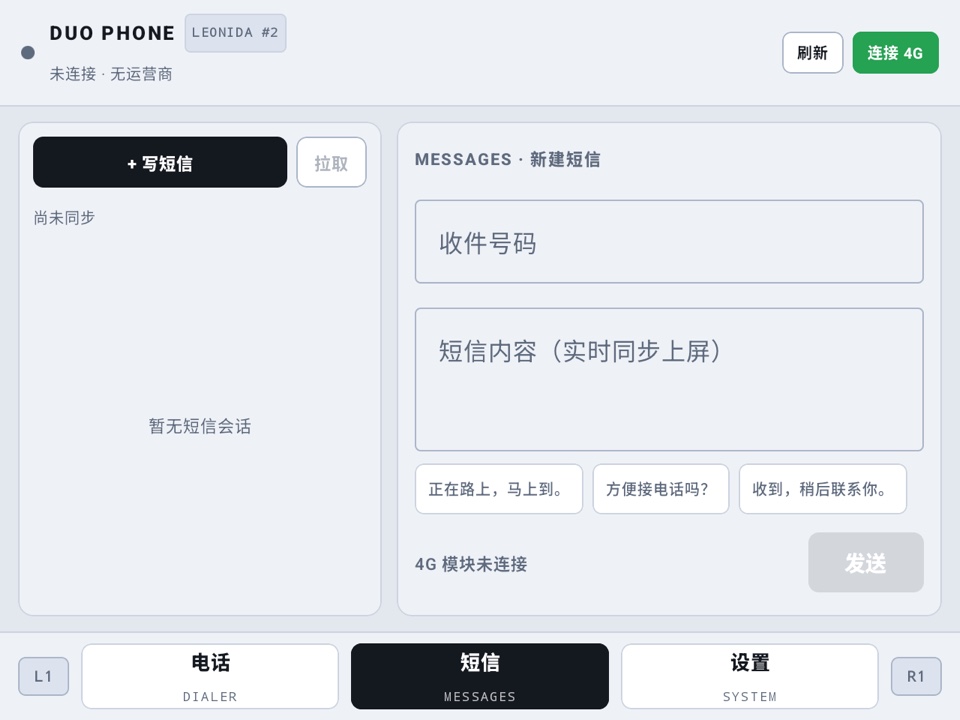 DUO PHONE LEONIDA #2
未连接 · 无运营商
刷新
连接 4G
+ 写短信
拉取
尚未同步
暂无短信会话
MESSAGES · 新建短信
收件号码
短信内容（实时同步上屏）
正在路上，马上到。
方便接电话吗？
收到，稍后联系你。
4G 模块未连接
发送
L1
电话
DIALER
短信
MESSAGES
设置
SYSTEM
R1